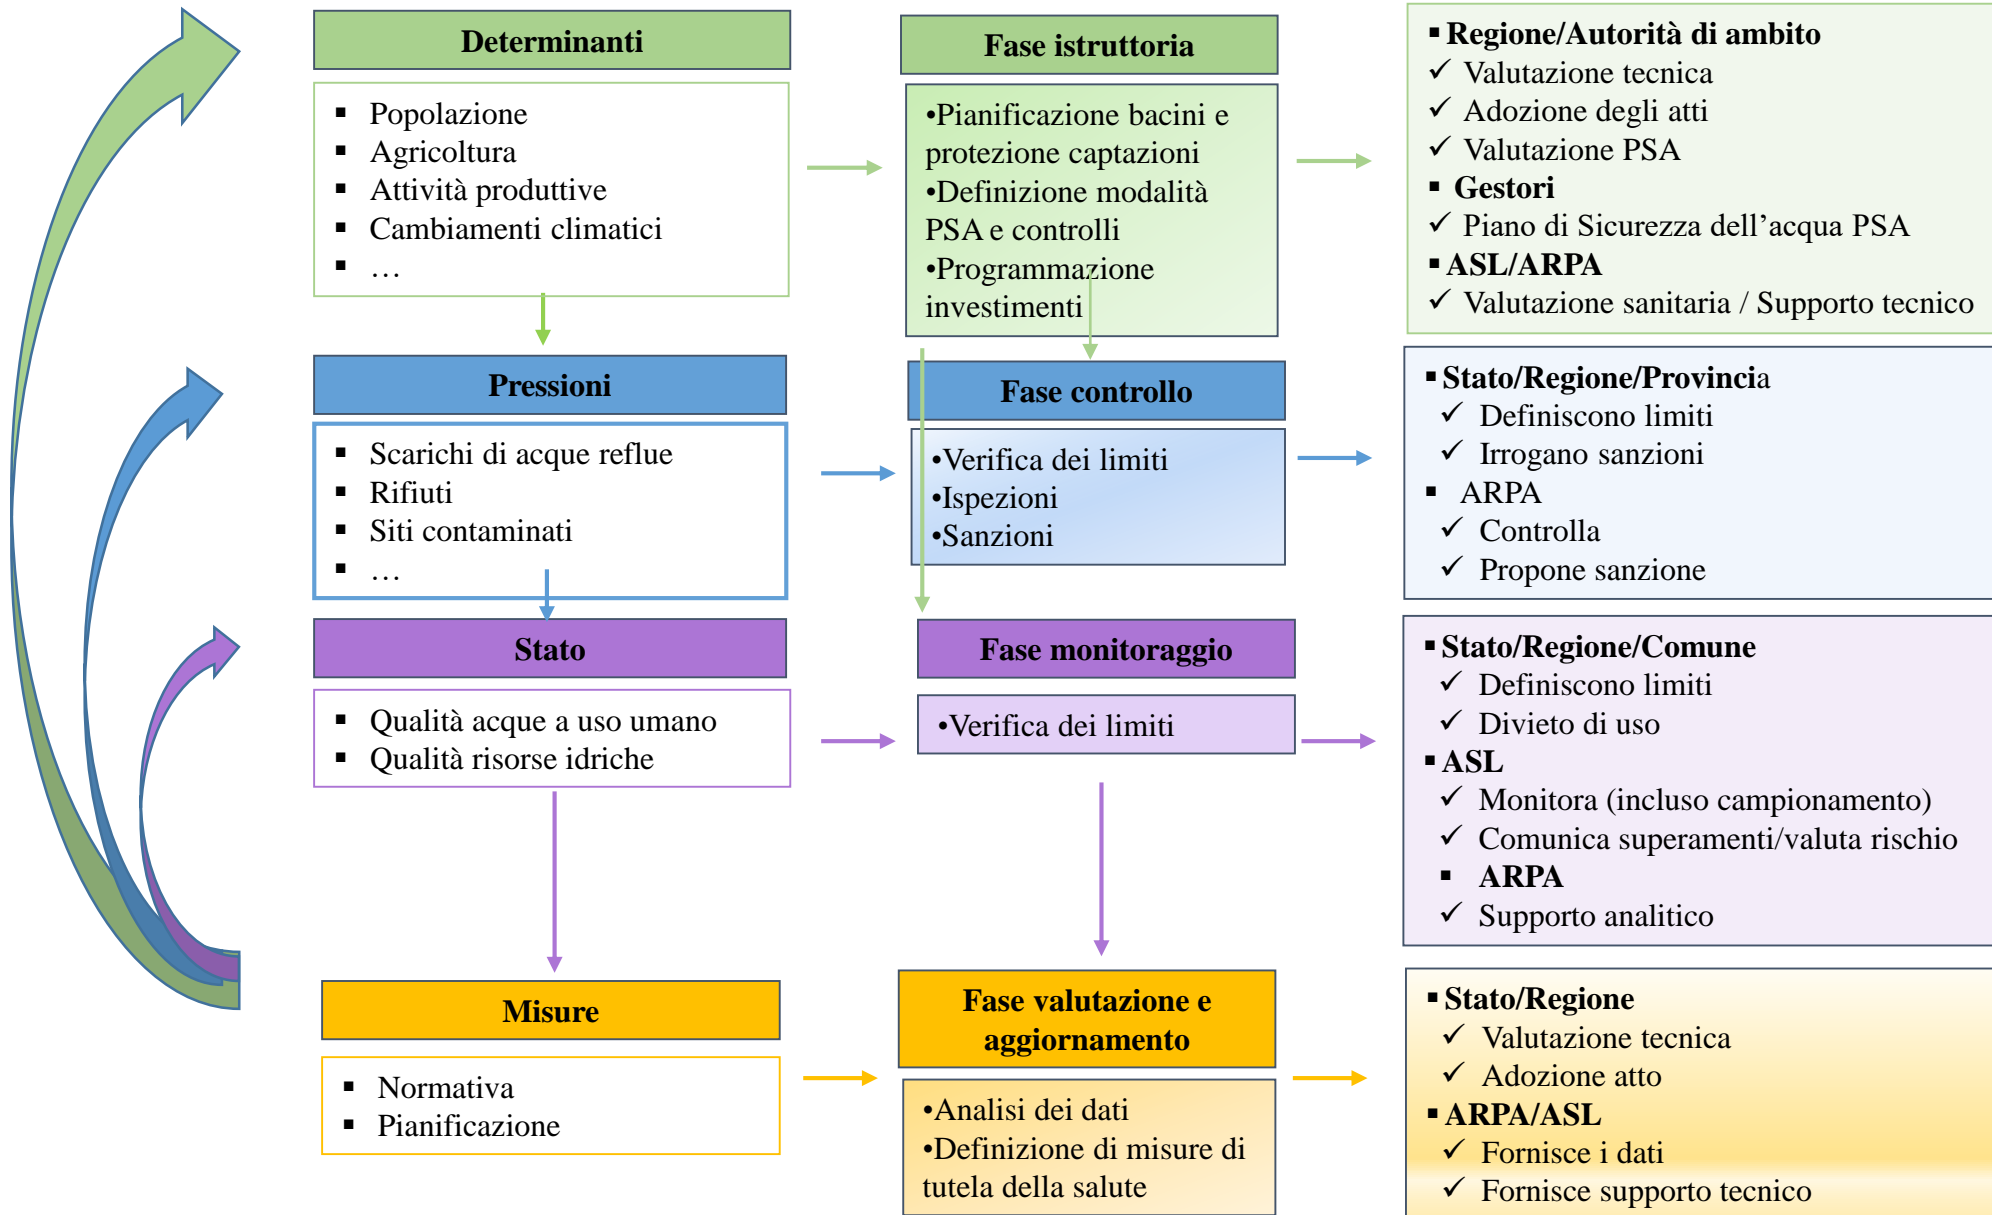 Determinanti
▪ Popolazione
▪ Agricoltura
▪ Attività produttive
▪ Cambiamenti climatici
▪ …
Fase istruttoria
•Pianificazione bacini e
protezione captazioni
•Definizione modalità
PSA e controlli
•Programmazione
investimenti
▪ Regione/Autorità di ambito
✓ Valutazione tecnica
✓ Adozione degli atti
✓ Valutazione PSA
▪ Gestori
✓ Piano di Sicurezza dell’acqua PSA
▪ ASL/ARPA
✓ Valutazione sanitaria / Supporto tecnico
Pressioni
▪ Scarichi di acque reflue
▪ Rifiuti
▪ Siti contaminati
▪ …
Fase controllo
•Verifica dei limiti
•Ispezioni
•Sanzioni
▪ Stato/Regione/Provincia
✓ Definiscono limiti
✓ Irrogano sanzioni
▪ ARPA
✓ Controlla
✓ Propone sanzione
Stato
▪ Qualità acque a uso umano
▪ Qualità risorse idriche
Fase monitoraggio
•Verifica dei limiti
▪ Stato/Regione/Comune
✓ Definiscono limiti
✓ Divieto di uso
▪ ASL
✓ Monitora (incluso campionamento)
✓ Comunica superamenti/valuta rischio
▪ ARPA
✓ Supporto analitico
Misure
▪ Normativa
▪ Pianificazione
Fase valutazione e
aggiornamento
•Analisi dei dati
•Definizione di misure di
tutela della salute
▪ Stato/Regione
✓ Valutazione tecnica
✓ Adozione atto
▪ ARPA/ASL
✓ Fornisce i dati
✓ Fornisce supporto tecnico